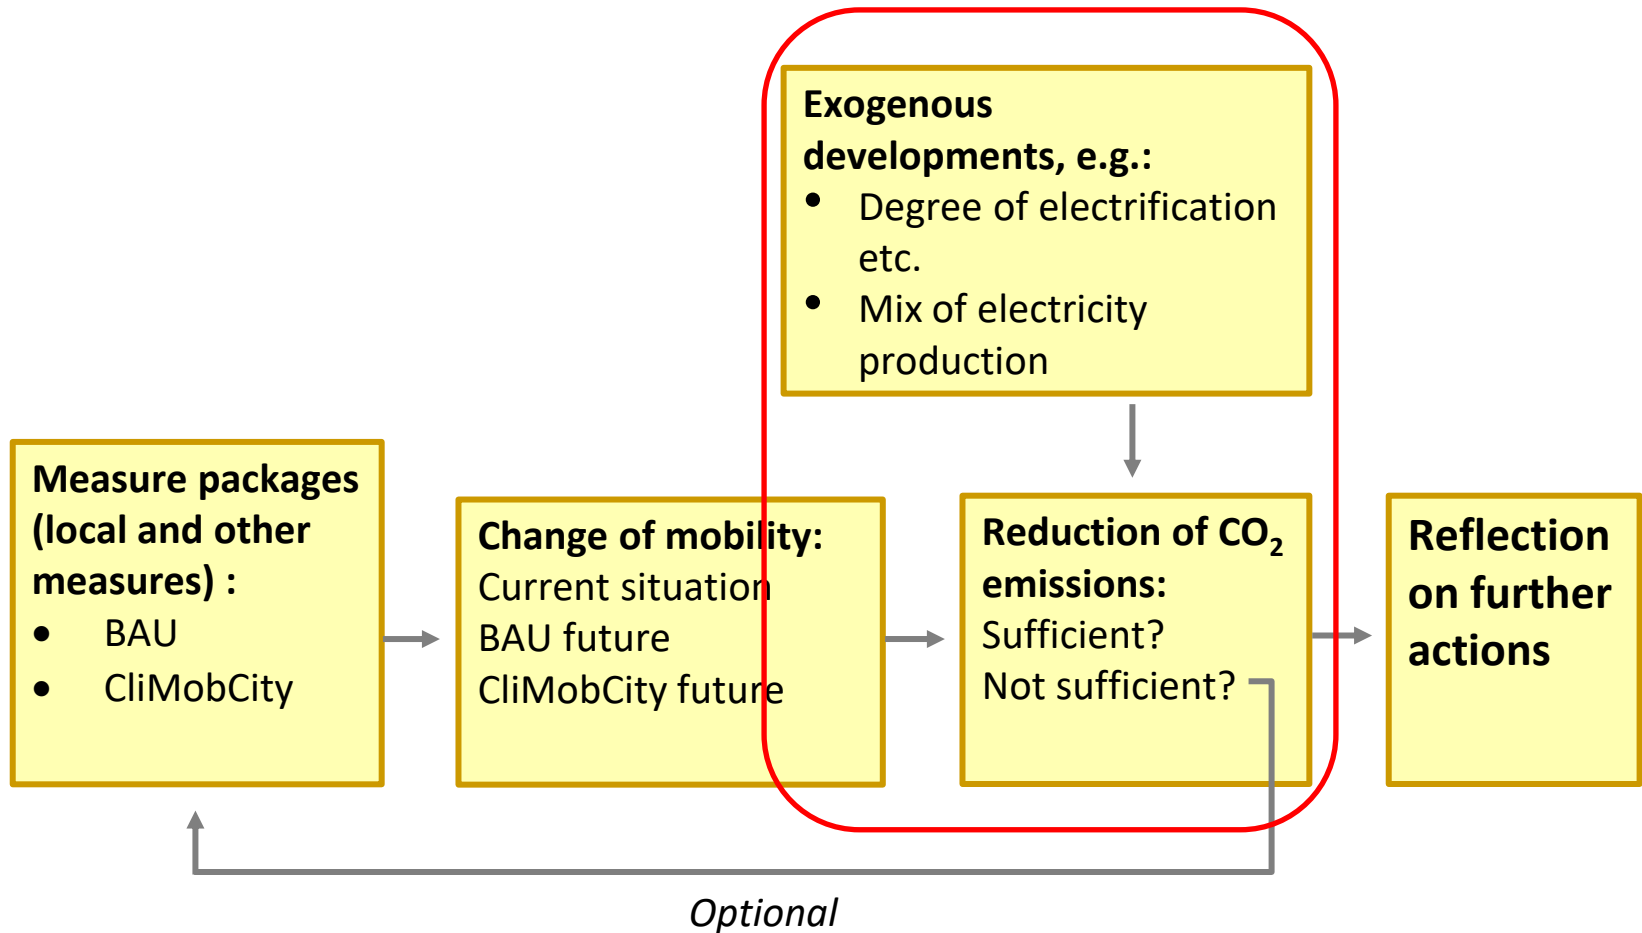 Exogenous
developments, e.g.:
• Degree of electrification
etc.
• Mix of electricity
production
Measure packages
(local and other
measures) :
• BAU
• CliMobCity
Change of mobility:
Current situation
BAU future
CliMobCity future
Reduction of CO₂
emissions:
Sufficient?
Not sufficient?
Reflection
on further
actions
Optional